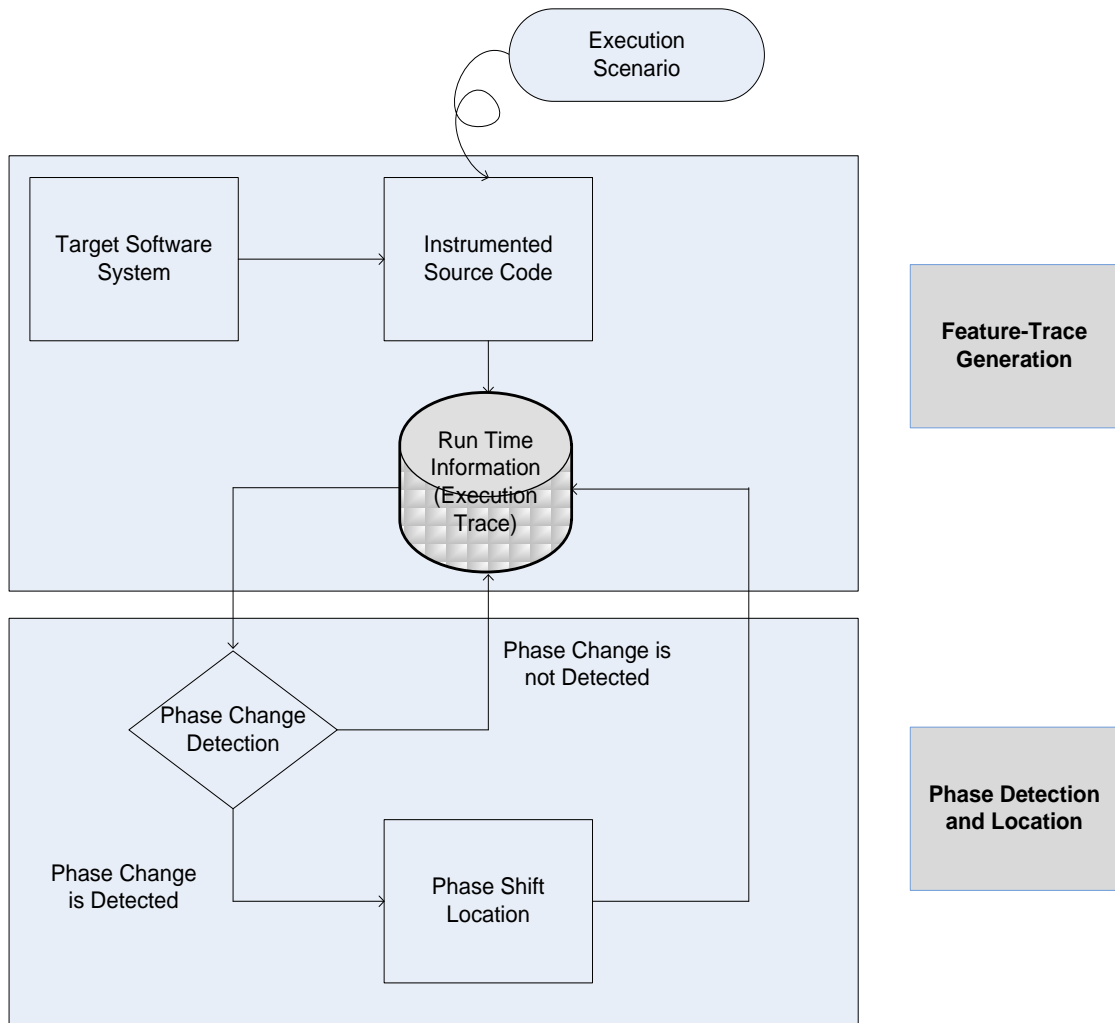 Execution
Scenario
Target Software
System
Instrumented
Source Code
Feature-Trace
Generation
Run Time
Information
(Execution
Trace)
Phase Change is
not Detected
Phase Change
Detection
Phase Detection
and Location
Phase Change
is Detected
Phase Shift
Location